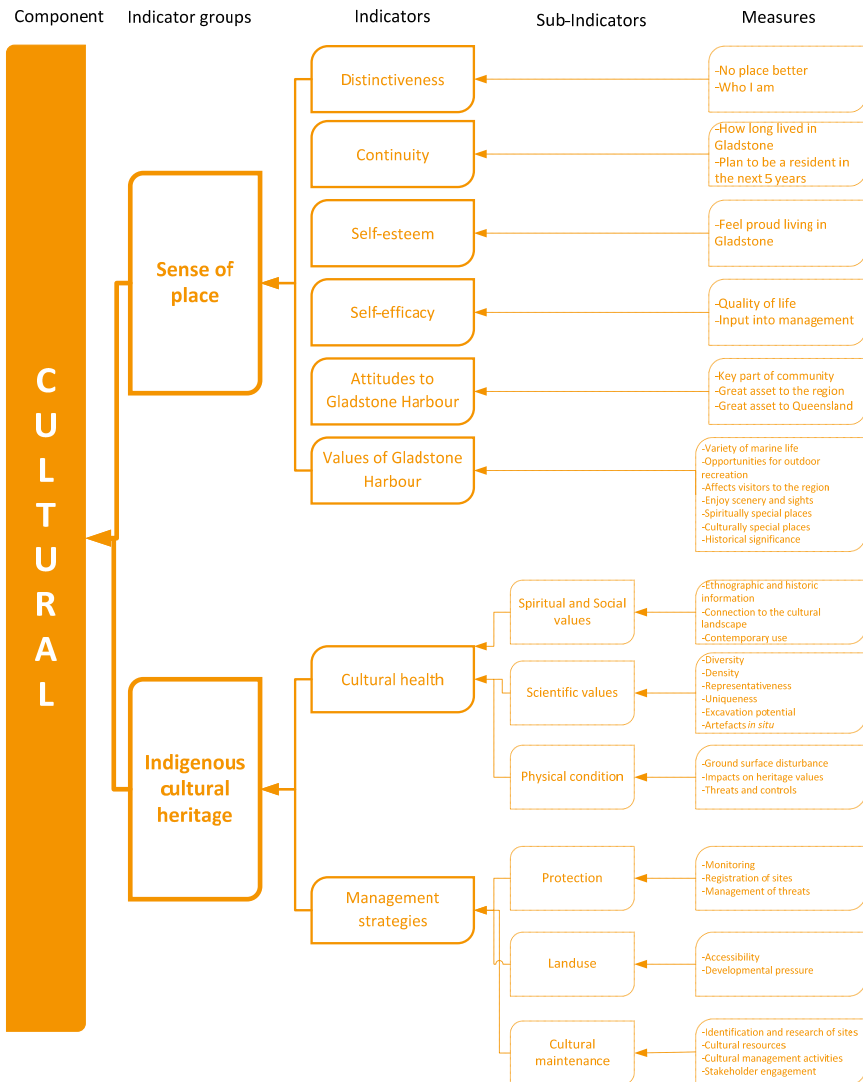 Component
Indicator groups
Indicators
Sub-Indicators
Measures
CULTURAL
Sense of
place
Distinctiveness
-No place better
-Who I am
Continuity
-How long lived in
Gladstone
-Plan to be a resident in
the next 5 years
Self-esteem
-Feel proud living in
Gladstone
Self-efficacy
-Quality of life
-Input into management
Attitudes to
Gladstone Harbour
-Key part of community
-Great asset to the region
-Great asset to Queensland
Values of Gladstone
Harbour
-Variety of marine life
-Opportunities for outdoor
recreation
-Affects visitors to the region
-Enjoy scenery and sights
-Spiritually special places
-Culturally special places
-Historical significance
Indigenous
cultural
heritage
Cultural health
Spiritual and Social
values
-Ethnographic and historic
information
-Connection to the cultural
landscape
-Contemporary use
Scientific values
-Diversity
-Density
-Representativeness
-Uniqueness
-Excavation potential
-Artefacts in situ
Physical condition
-Ground surface disturbance
-Impacts on heritage values
-Threats and controls
Management
strategies
Protection
-Monitoring
-Registration of sites
-Management of threats
Landuse
-Accessibility
-Developmental pressure
Cultural
maintenance
-Identification and research of sites
-Cultural resources
-Cultural management activities
-Stakeholder engagement